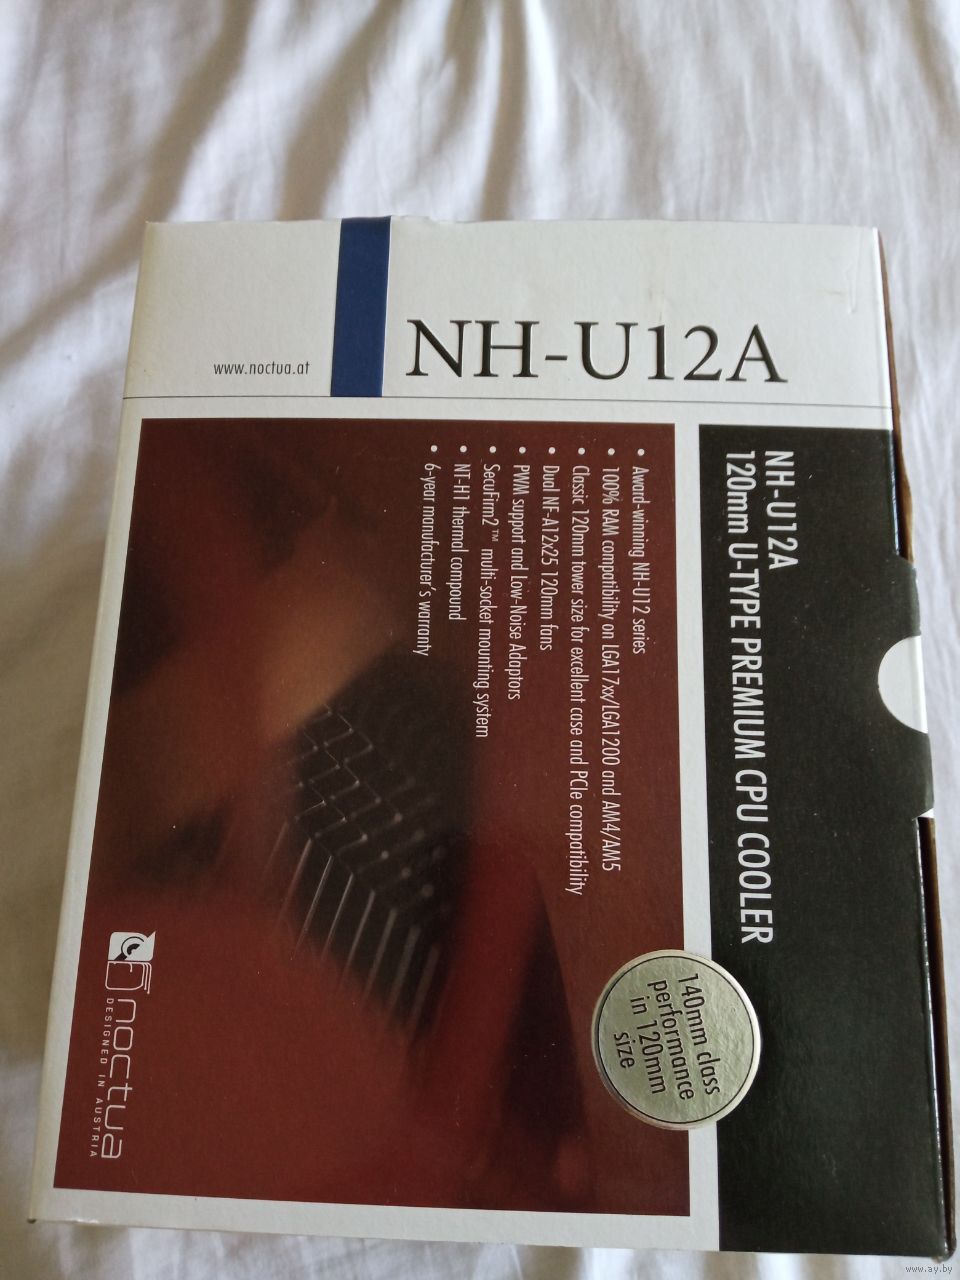 NH-U12A
www.noctua.at
NH-U12A
120mm U-TYPE PREMIUM CPU COOLER
• Award-winning NH-U12 series
• 100% RAM compatibility on LGA17xx/LGA1200 and AM4/AM5
• Classic 120mm tower size for excellent case and PCIe compatibility
• Dual NF-A12x25 120mm fans
• PWM support and Low-Noise Adaptors
• SecuFirm2™ multi-socket mounting system
• NT-H1 thermal compound
• 6-year manufacturer's warranty
140mm class
performance
in 120mm
size
noctua
DESIGNED IN AUSTRIA
www.ay.by